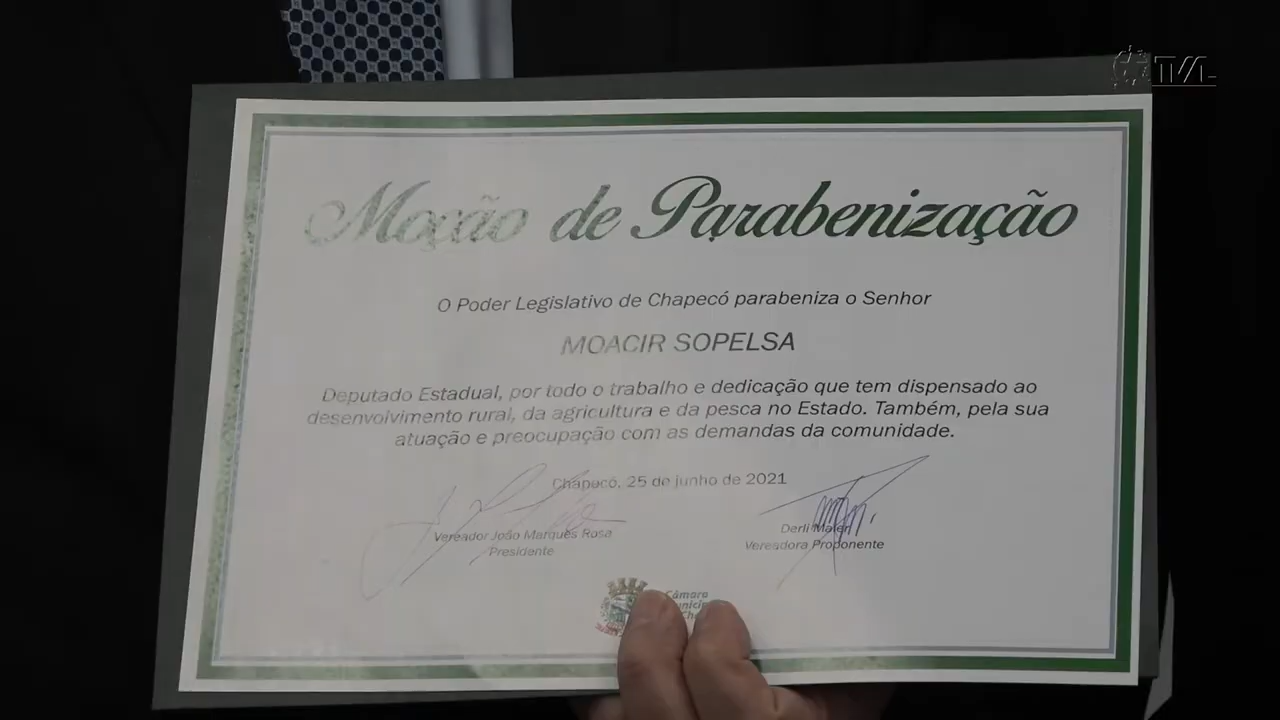 TVAL
Moção de Parabenização
O Poder Legislativo de Chapecó parabeniza o Senhor
MOACIR SOPELSA
Deputado Estadual, por todo o trabalho e dedicação que tem dispensado ao
desenvolvimento rural, da agricultura e da pesca no Estado. Também, pela sua
atuação e preocupação com as demandas da comunidade.
Chapecó, 25 de junho de 2021
Vereador João Marques Rosa
Presidente
Derli Maier
Vereadora Proponente
Câmara